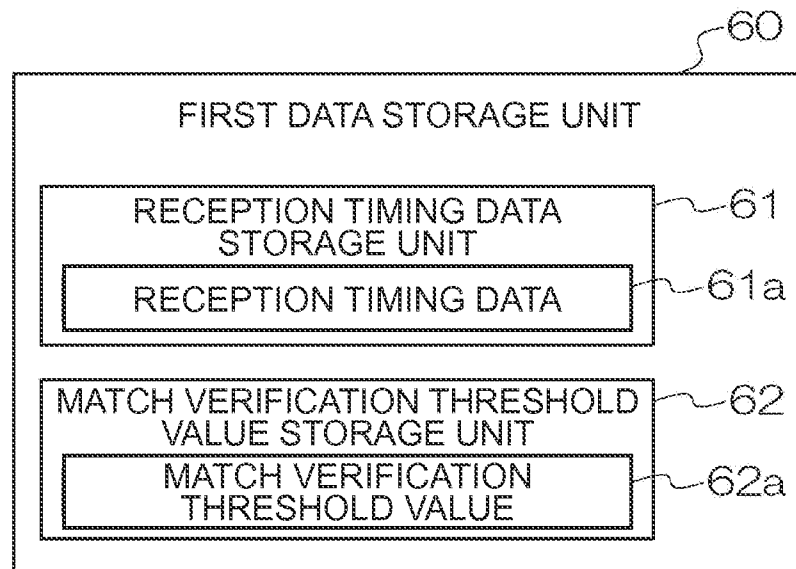 60
FIRST DATA STORAGE UNIT
RECEPTION TIMING DATA
STORAGE UNIT
61
RECEPTION TIMING DATA
61a
MATCH VERIFICATION THRESHOLD
VALUE STORAGE UNIT
62
MATCH VERIFICATION
THRESHOLD VALUE
62a